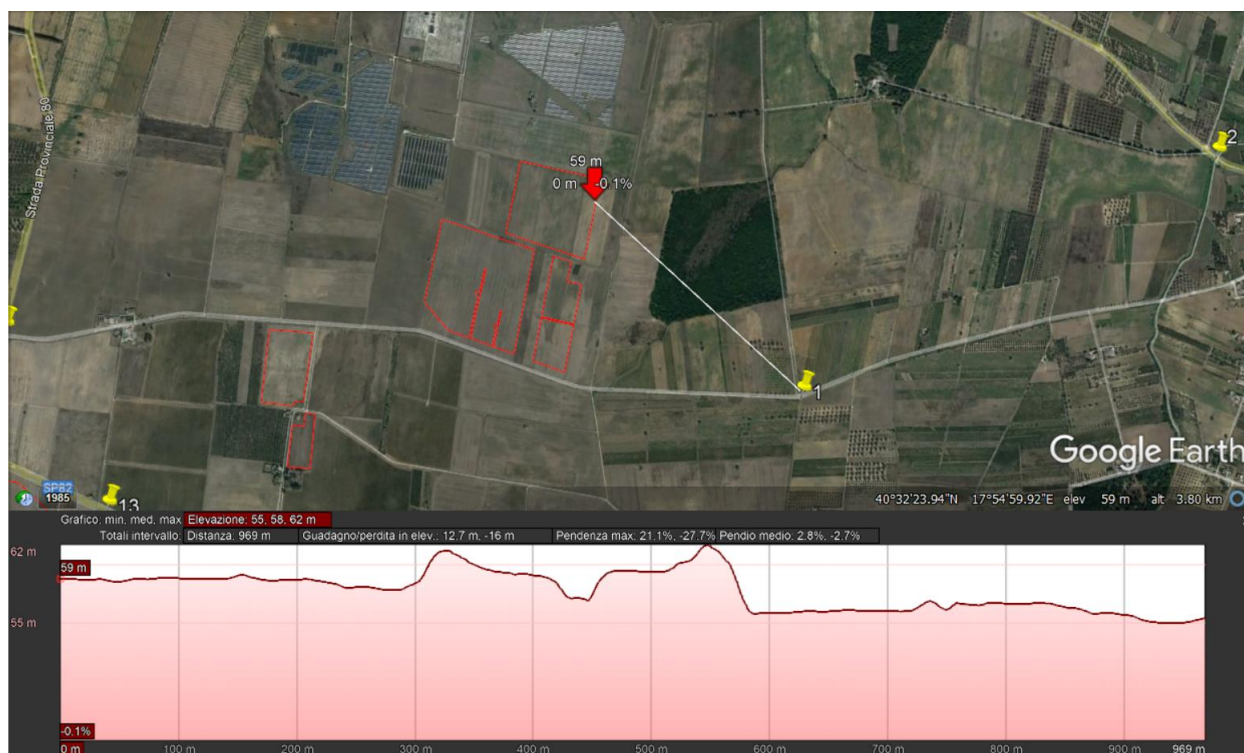 Strada Provinciale 80
59 m
0 m -0.1%
2
1
Google Earth
SP82
13
1985
40°32'23.94"N 17°54'59.92"E elev 59 m alt 3.80 km
Grafico: min. med. max Elevazione: 55, 58, 62 m
Totali intervallo: Distanza: 969 m Guadagno/perdita in elev.: 12.7 m, -16 m Pendenza max. 21.1%, -27.7% Pendio medio: 2.8%, -2.7%
62 m
59 m
55 m
-0.1%
0 m 100 m 200 m 300 m 400 m 500 m 600 m 700 m 800 m 900 m 969 m